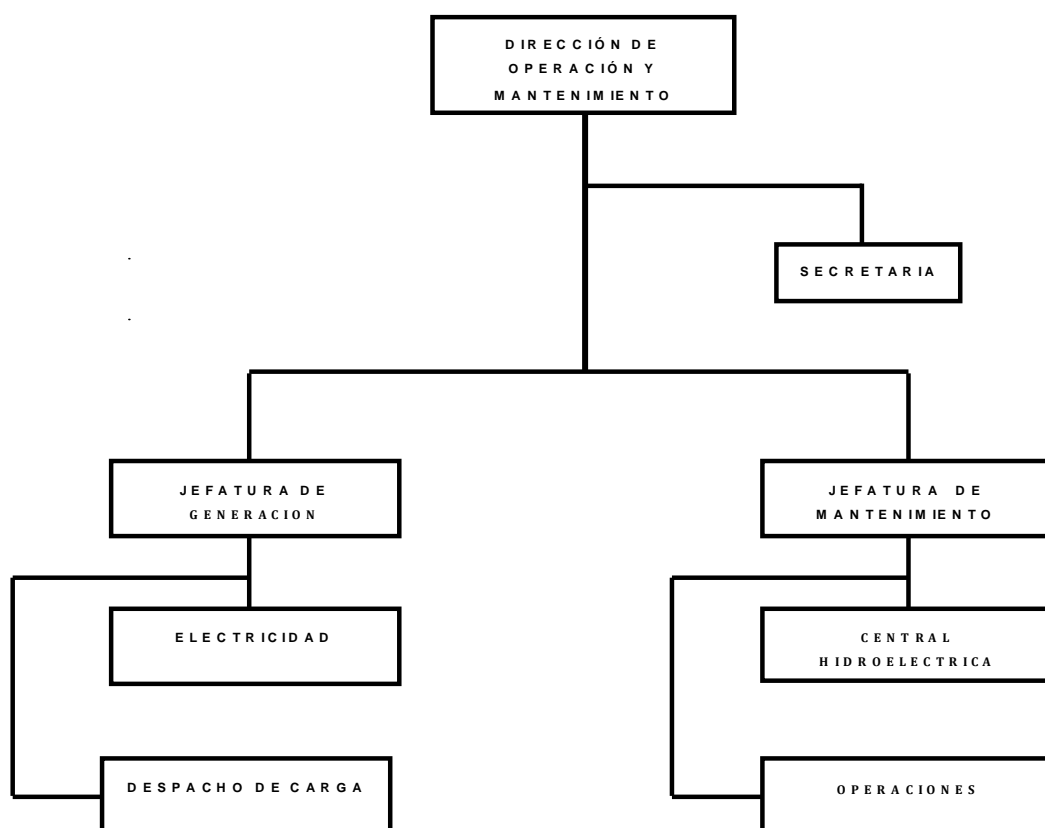 DIRECCIÓN DE
OPERACIÓN Y
MANTENIMIENTO
SECRETARIA
JEFATURA DE
GENERACION
JEFATURA DE
MANTENIMIENTO
ELECTRICIDAD
CENTRAL
HIDROELECTRICA
DESPACHO DE CARGA
OPERACIONES